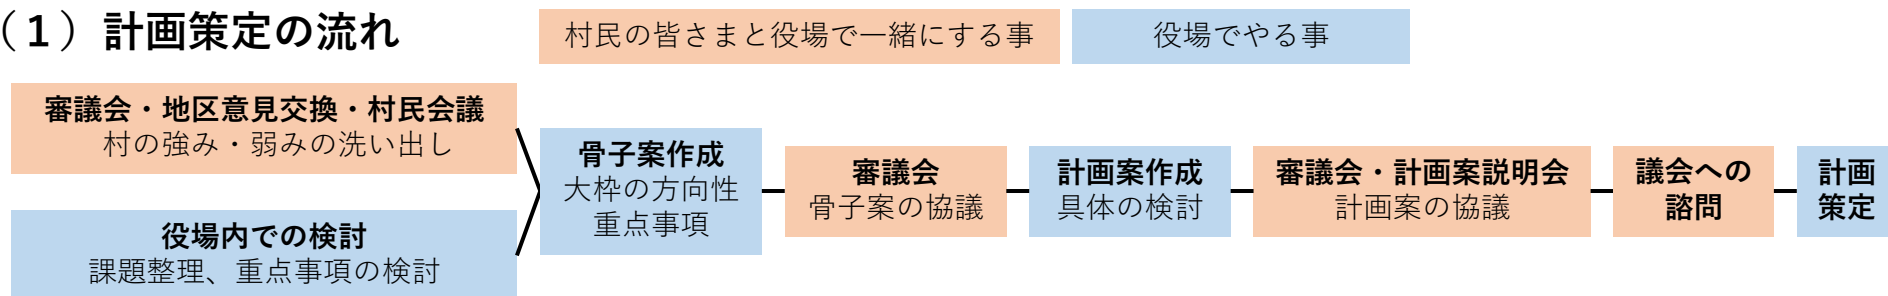 （１）計画策定の流れ
村民の皆さまと役場で一緒にする事
役場でやる事
審議会・地区意見交換・村民会議
村の強み・弱みの洗い出し
役場内での検討
課題整理、重点事項の検討
骨子案作成
大枠の方向性
重点事項
審議会
骨子案の協議
計画案作成
具体の検討
審議会・計画案説明会
計画案の協議
議会への
諮問
計画
策定